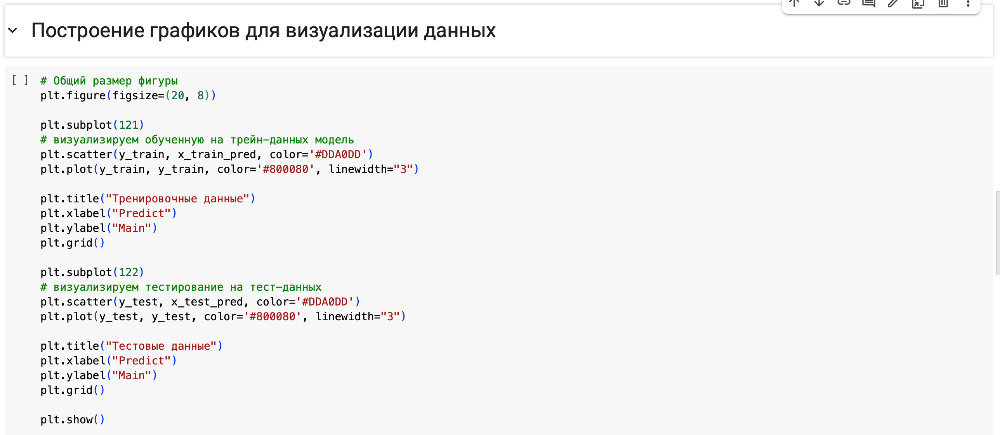 Построение графиков для визуализации данных
[ ] # Общий размер фигуры
plt.figure(figsize=(20, 8))
plt.subplot(121)
# визуализируем обученную на трейн-данных модель
plt.scatter(y_train, x_train_pred, color='#DDA0DD')
plt.plot(y_train, y_train, color='#800080', linewidth="3")
plt.title("Тренировочные данные")
plt.xlabel("Predict")
plt.ylabel("Main")
plt.grid()
plt.subplot(122)
# визуализируем тестирование на тест-данных
plt.scatter(y_test, x_test_pred, color='#DDA0DD')
plt.plot(y_test, y_test, color='#800080', linewidth="3")
plt.title("Тестовые данные")
plt.xlabel("Predict")
plt.ylabel("Main")
plt.grid()
plt.show()